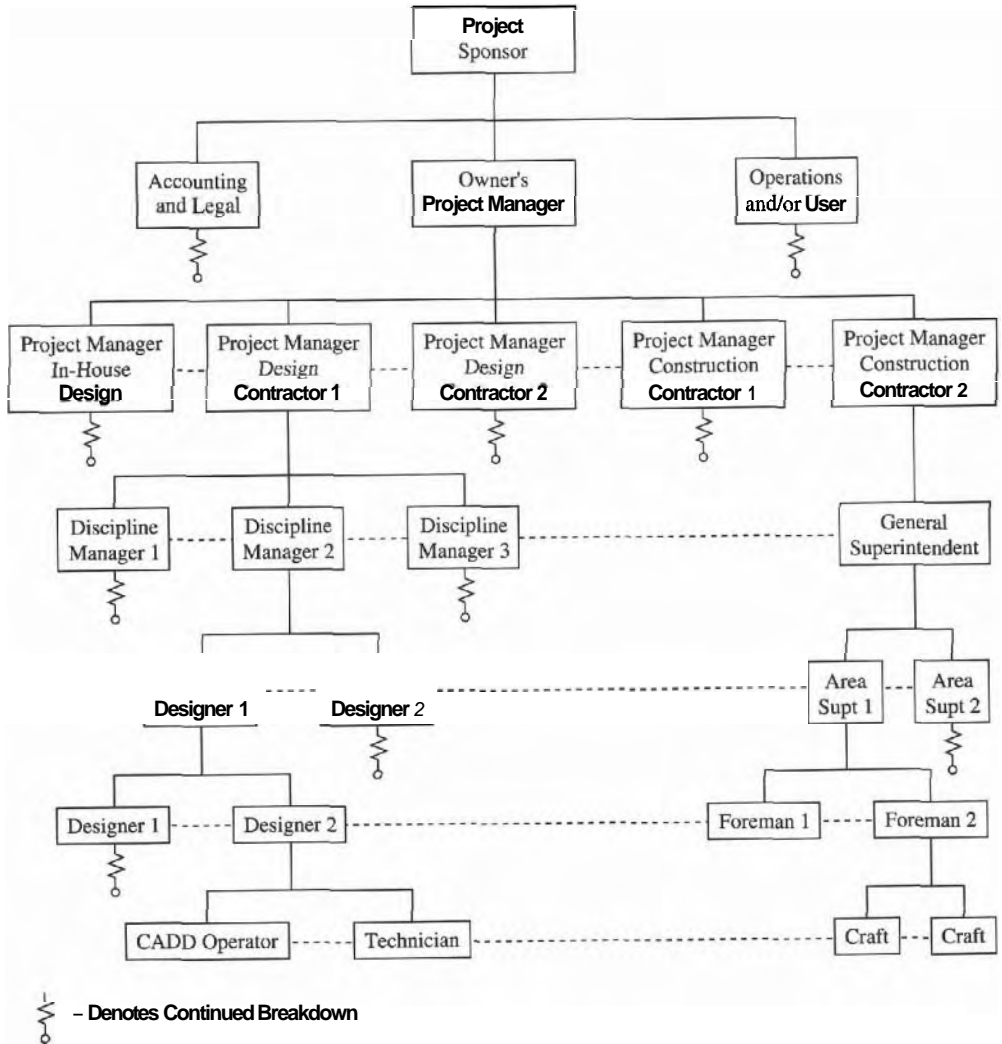 Project
Sponsor
Accounting
and Legal
Owner's
Project Manager
Operations
and/or User
Project Manager
In-House
Design
Project Manager
Design
Contractor 1
Project Manager
Design
Contractor 2
Project Manager
Construction
Contractor 1
Project Manager
Construction
Contractor 2
Discipline
Manager 1
Discipline
Manager 2
Discipline
Manager 3
General
Superintendent
Designer 1
Designer 2
Area
Supt 1
Area
Supt 2
Designer 1
Designer 2
Foreman 1
Foreman 2
CADD Operator
Technician
Craft
Craft
– Denotes Continued Breakdown